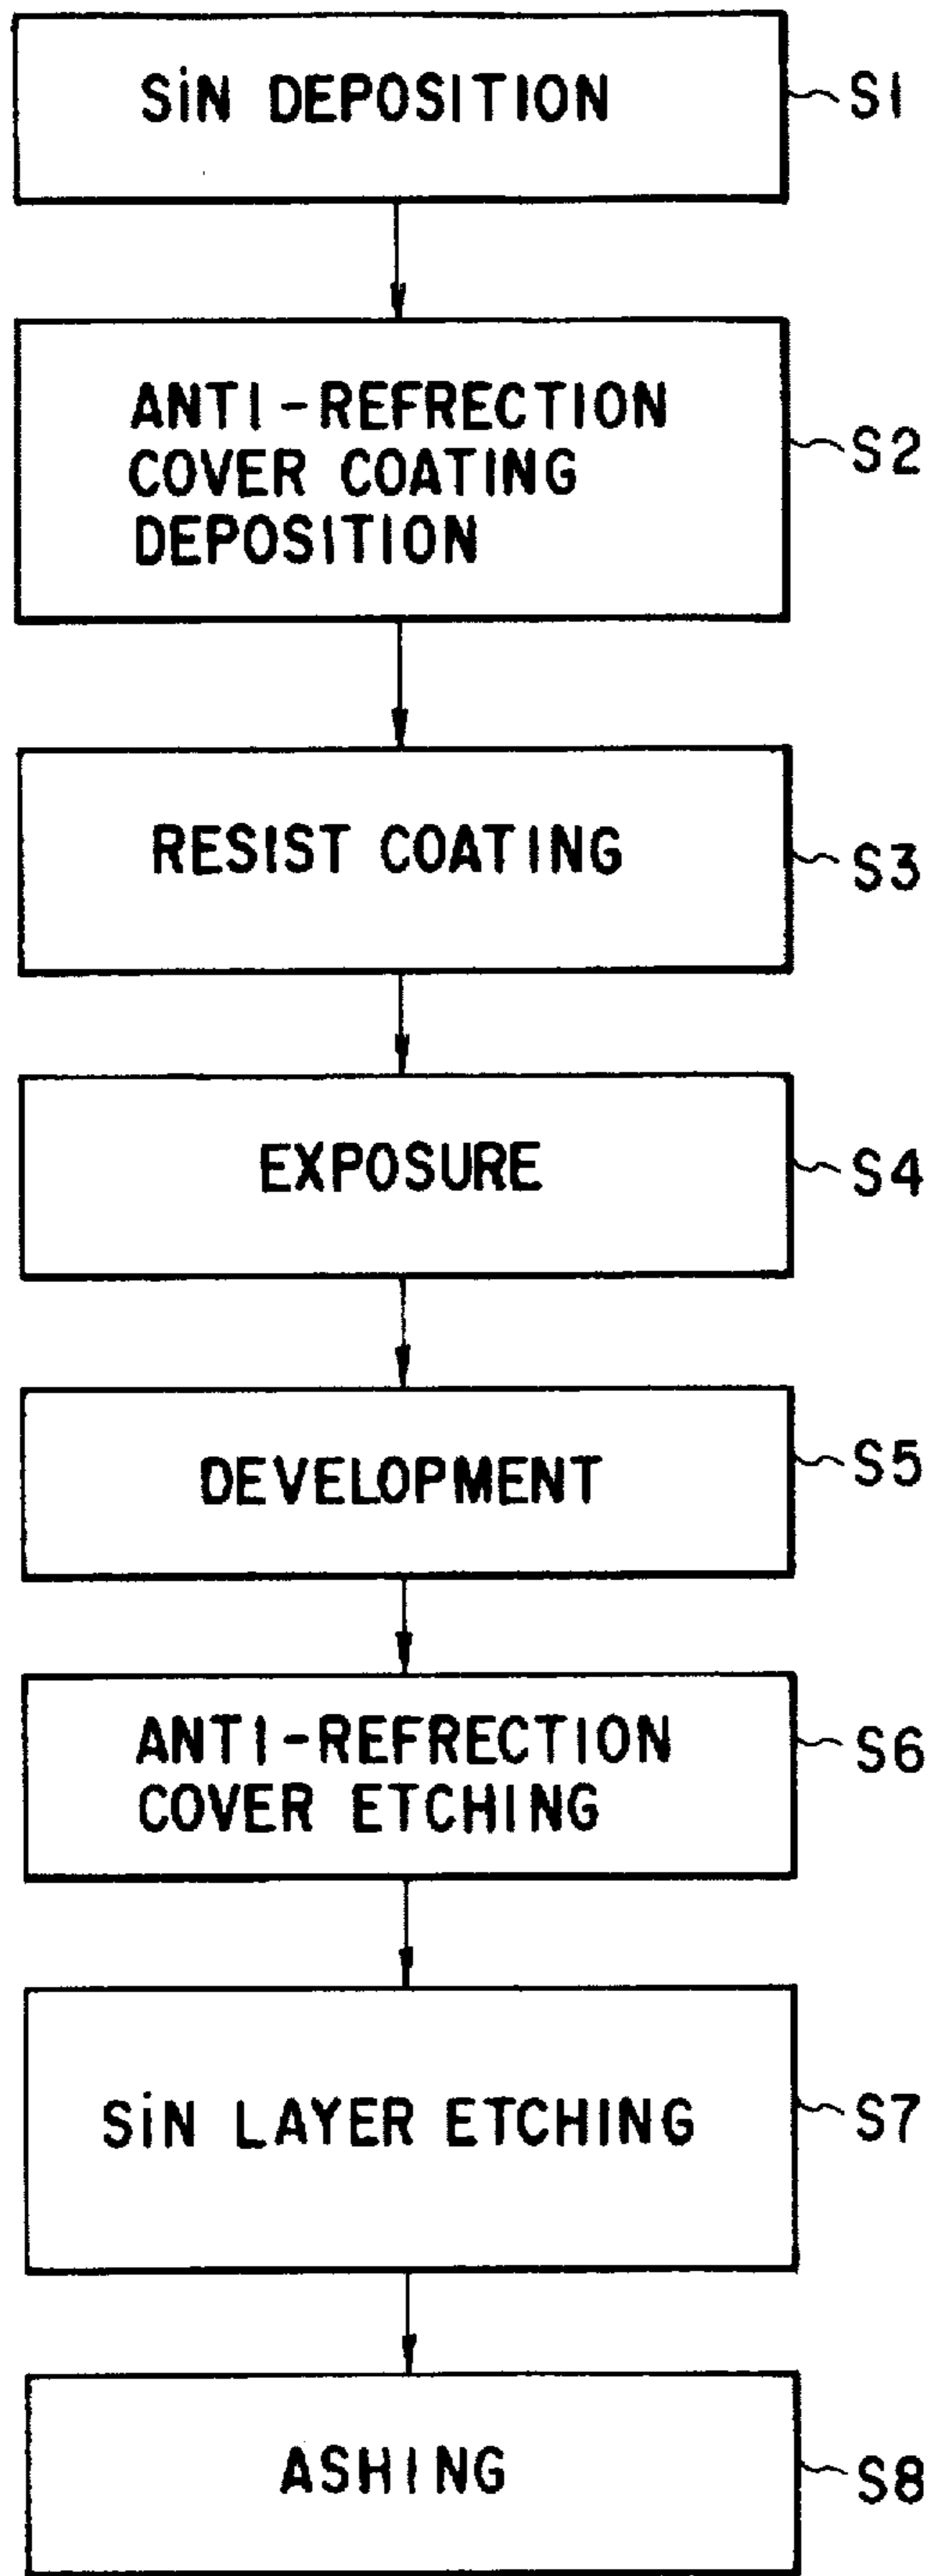 SiN DEPOSITION
S1
ANTI-REFRECTION
COVER COATING
DEPOSITION
S2
RESIST COATING
S3
EXPOSURE
S4
DEVELOPMENT
S5
ANTI-REFRECTION
COVER ETCHING
S6
SiN LAYER ETCHING
S7
ASHING
S8